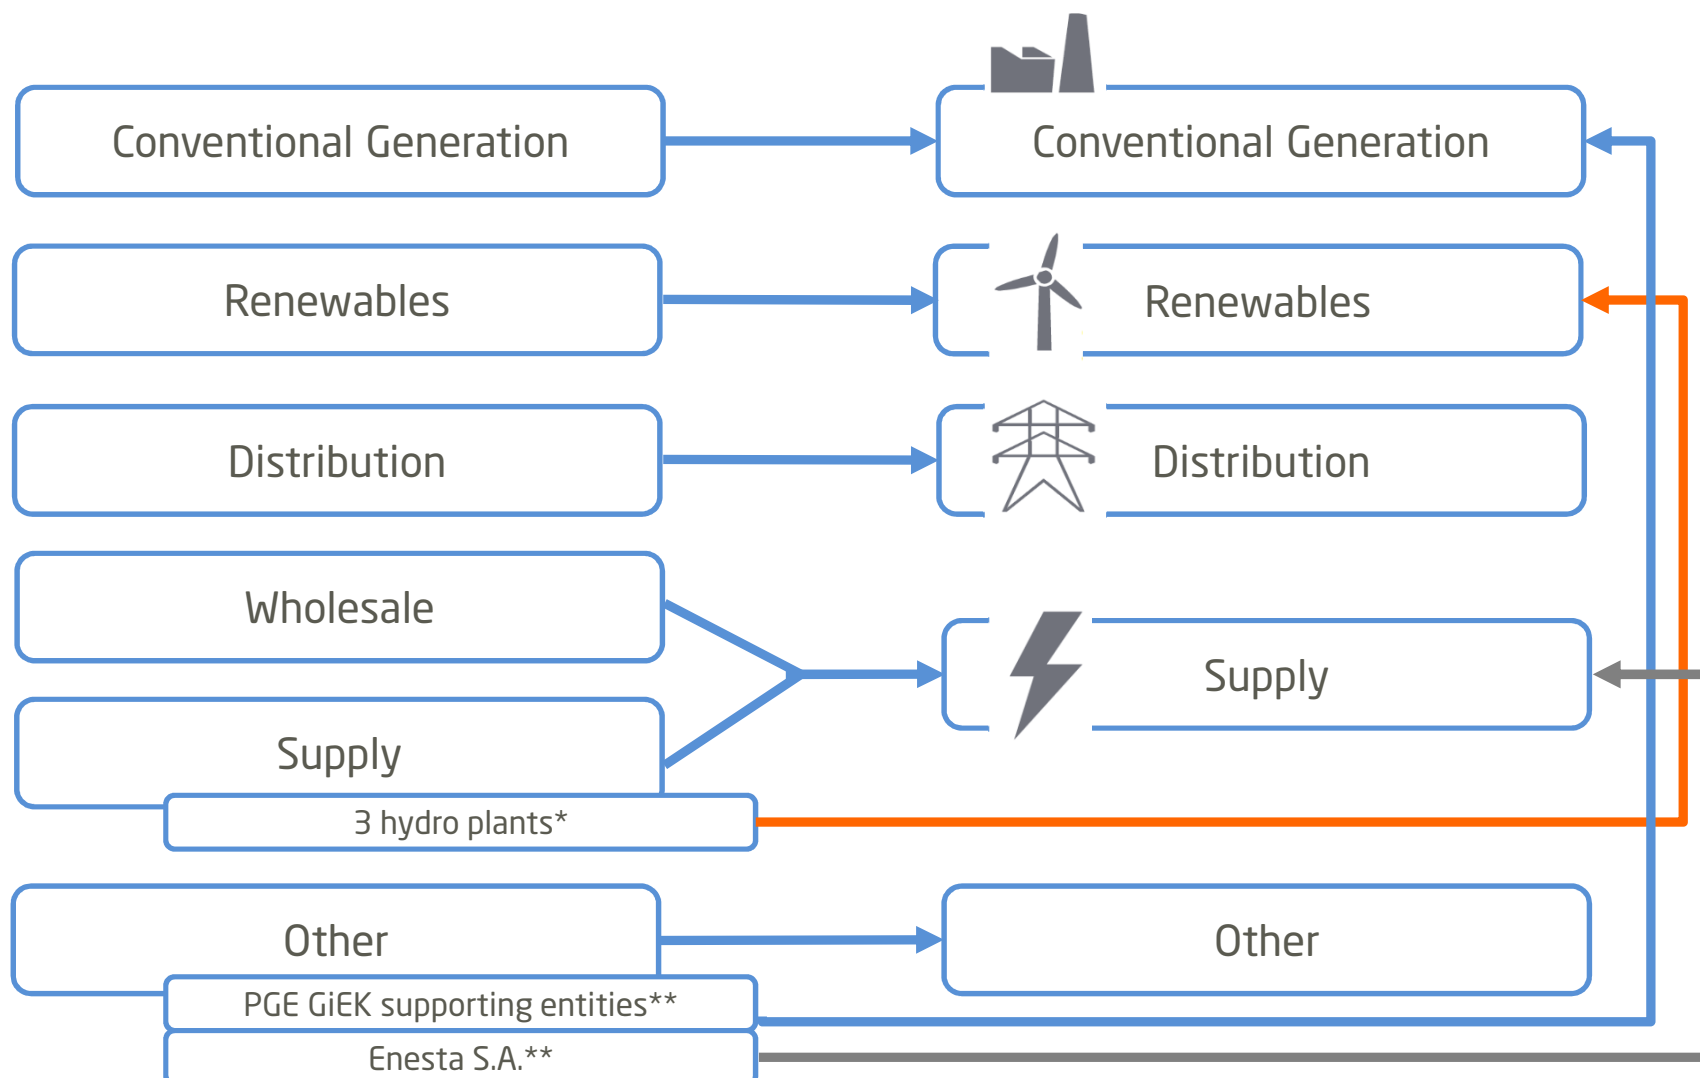 Conventional Generation
Conventional Generation
Renewables
Renewables
Distribution
Distribution
Wholesale
Supply
Supply
3 hydro plants*
Other
Other
PGE GiEK supporting entities**
Enesta S.A.**